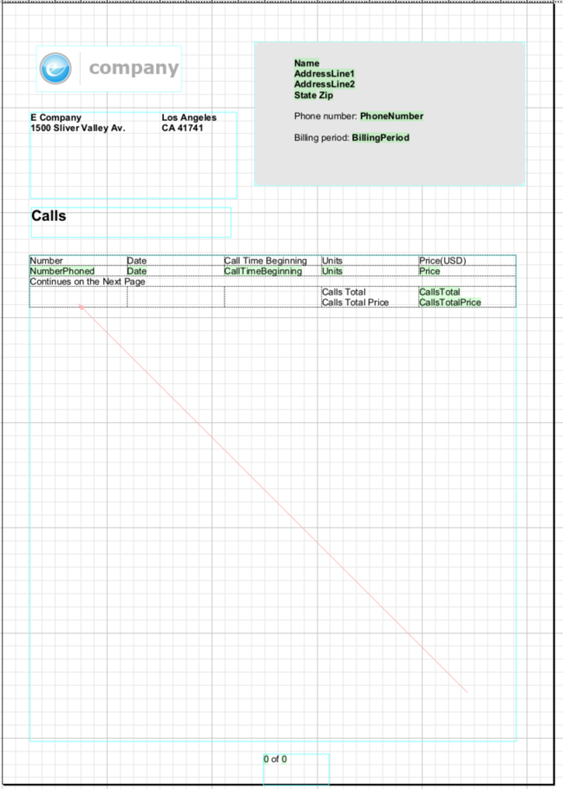 company
Name
AddressLine1
AddressLine2
State Zip
Phone number: PhoneNumber
Billing period: BillingPeriod
E Company Los Angeles
1500 Sliver Valley Av. CA 41741
Calls
Number Date Call Time Beginning Units Price(USD)
NumberPhoned Date CallTimeBeginning Units Price
Continues on the Next Page
Calls Total CallsTotal
Calls Total Price CallsTotalPrice
0 of 0